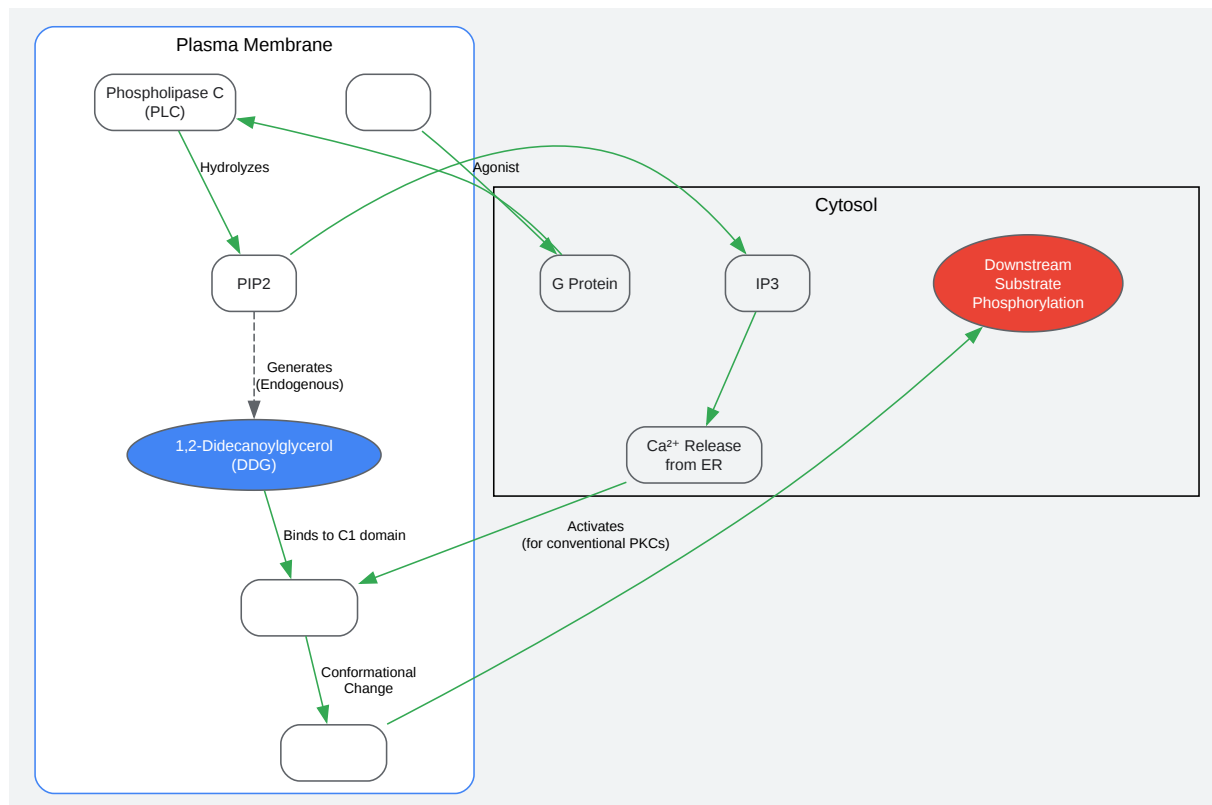 Plasma Membrane
Phospholipase C
(PLC)
Hydrolyzes
Agonist
Cytosol
PIP2
G Protein
IP3
Downstream
Substrate
Phosphorylation
Generates
(Endogenous)
1,2-Didecanoylglycerol
(DDG)
Ca²⁺ Release
from ER
Binds to C1 domain
Activates
(for conventional PKCs)
Conformational
Change